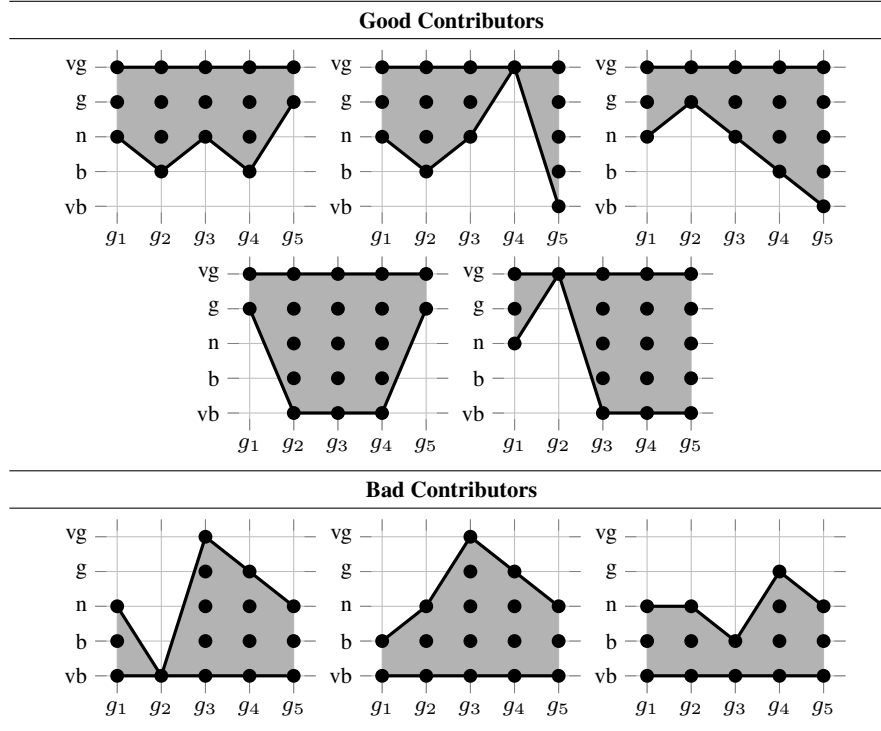 Good Contributors
vg vg vg
g g g
n n n
b b b
vb vb vb
g₁ g₂ g₃ g₄ g₅ g₁ g₂ g₃ g₄ g₅ g₁ g₂ g₃ g₄ g₅
vg vg
g g
n n
b b
vb vb
g₁ g₂ g₃ g₄ g₅ g₁ g₂ g₃ g₄ g₅
Bad Contributors
vg vg vg
g g g
n n n
b b b
vb vb vb
g₁ g₂ g₃ g₄ g₅ g₁ g₂ g₃ g₄ g₅ g₁ g₂ g₃ g₄ g₅